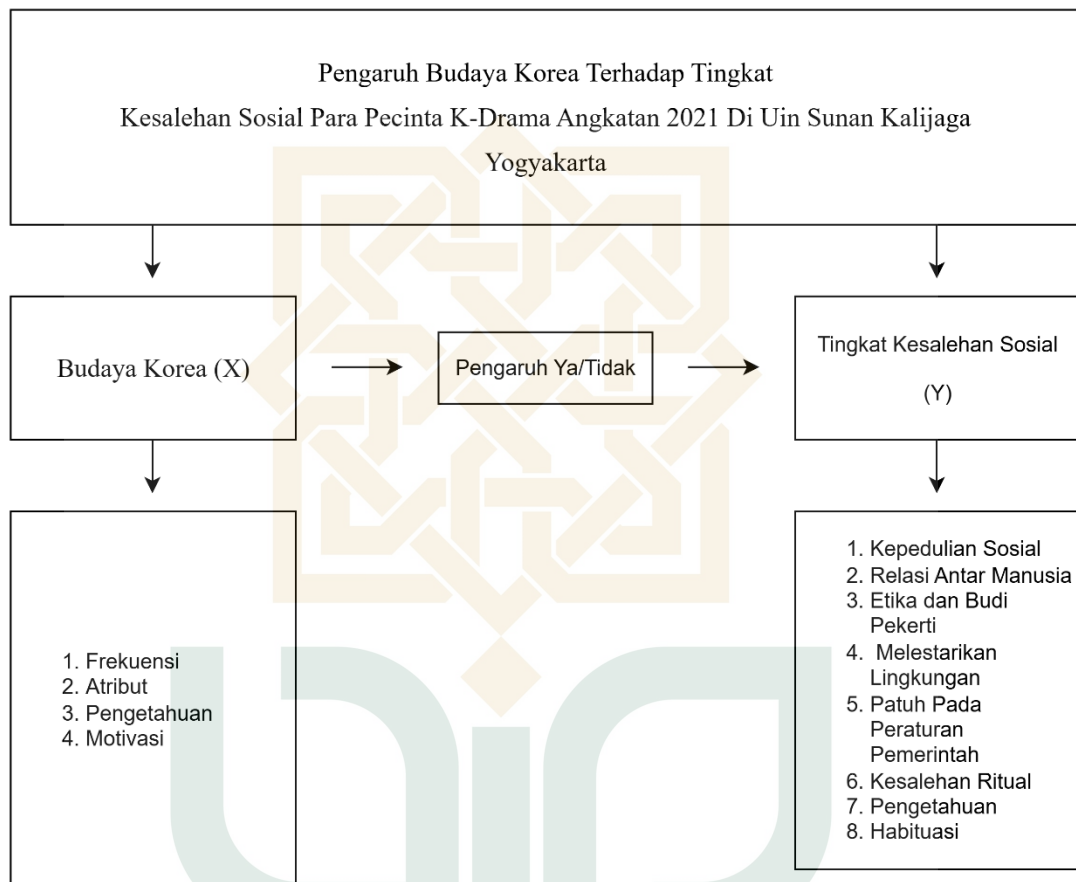 Pengaruh Budaya Korea Terhadap Tingkat
Kesalehan Sosial Para Pecinta K-Drama Angkatan 2021 Di Uin Sunan Kalijaga
Yogyakarta
Budaya Korea (X)
Pengaruh Ya/Tidak
Tingkat Kesalehan Sosial
(Y)
1. Frekuensi
2. Atribut
3. Pengetahuan
4. Motivasi
1. Kepedulian Sosial
2. Relasi Antar Manusia
3. Etika dan Budi
Pekerti
4. Melestarikan
Lingkungan
5. Patuh Pada
Peraturan
Pemerintah
6. Kesalehan Ritual
7. Pengetahuan
8. Habituasi